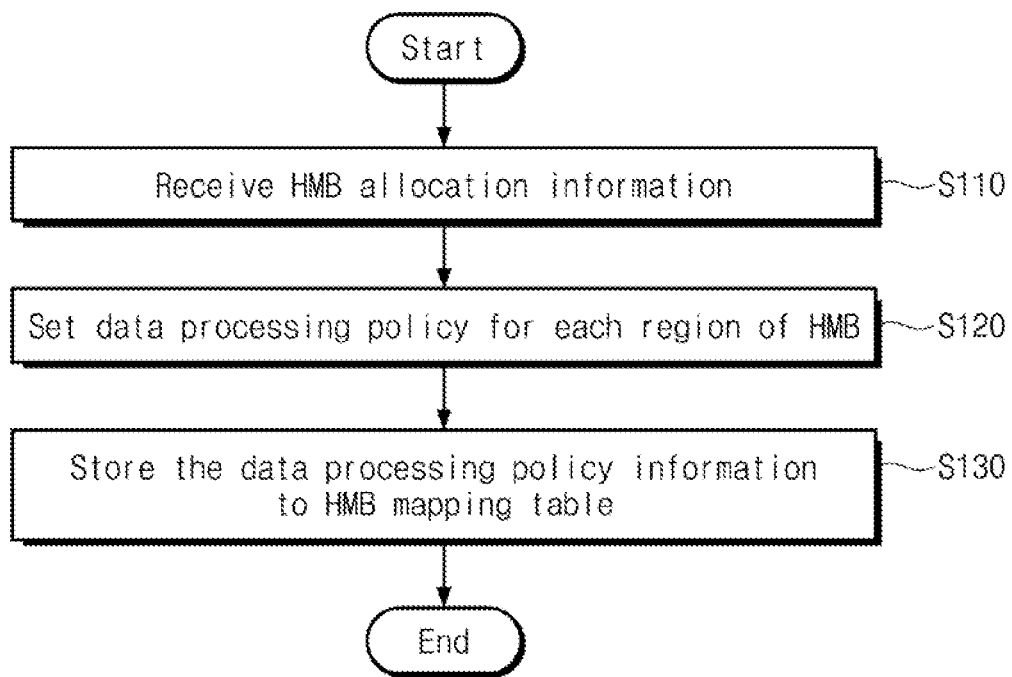 Start
Receive HMB allocation information
S110
Set data processing policy for each region of HMB
S120
Store the data processing policy information
to HMB mapping table
S130
End